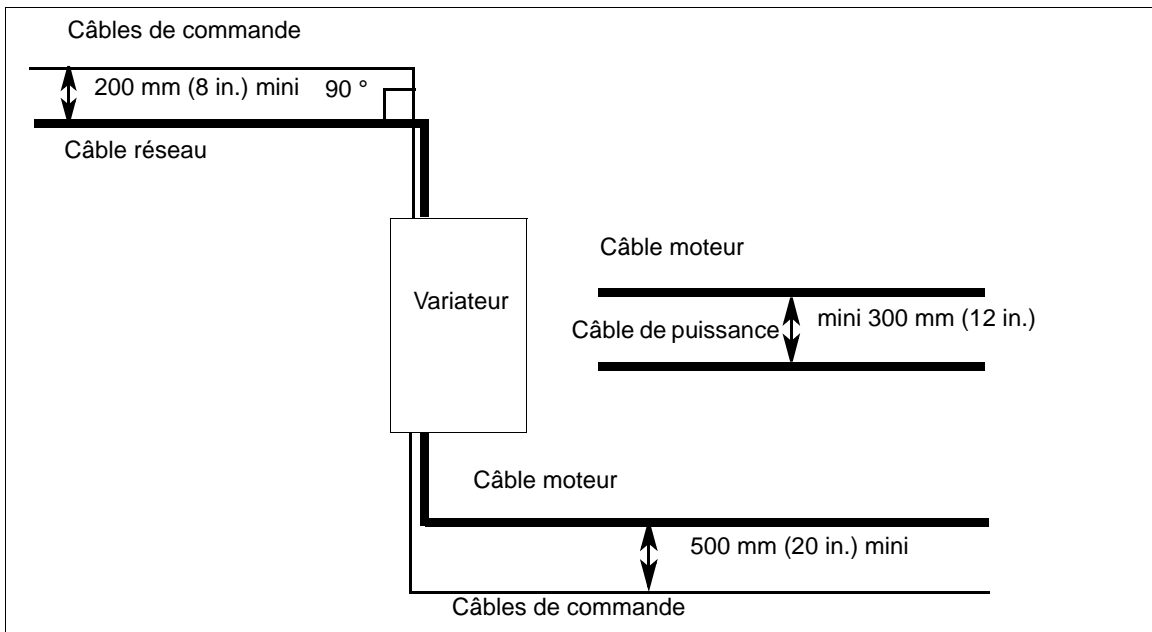 Câbles de commande
200 mm (8 in.) mini
90 °
Câble réseau
Variateur
Câble moteur
mini 300 mm (12 in.)
Câble de puissance
Câble moteur
500 mm (20 in.) mini
Câbles de commande